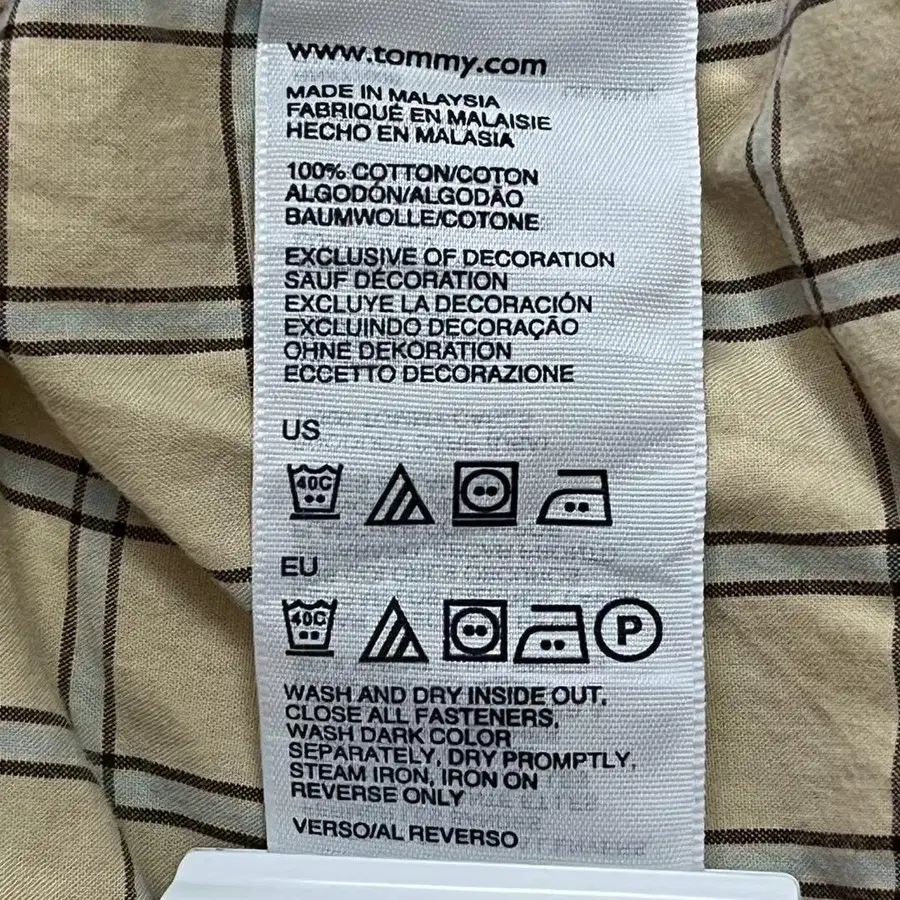 www.tommy.com
MADE IN MALAYSIA
FABRIQUÉ EN MALAISIE
HECHO EN MALASIA
100% COTTON/COTON
ALGODÓN/ALGODÃO
BAUMWOLLE/COTONE
EXCLUSIVE OF DECORATION
SAUF DÉCORATION
EXCLUYE LA DECORACIÓN
EXCLUINDO DECORAÇÃO
OHNE DEKORATION
ECCETTO DECORAZIONE
US
40C
EU
40C P
WASH AND DRY INSIDE OUT,
CLOSE ALL FASTENERS,
WASH DARK COLOR
SEPARATELY, DRY PROMPTLY,
STEAM IRON, IRON ON
REVERSE ONLY
VERSO/AL REVERSO